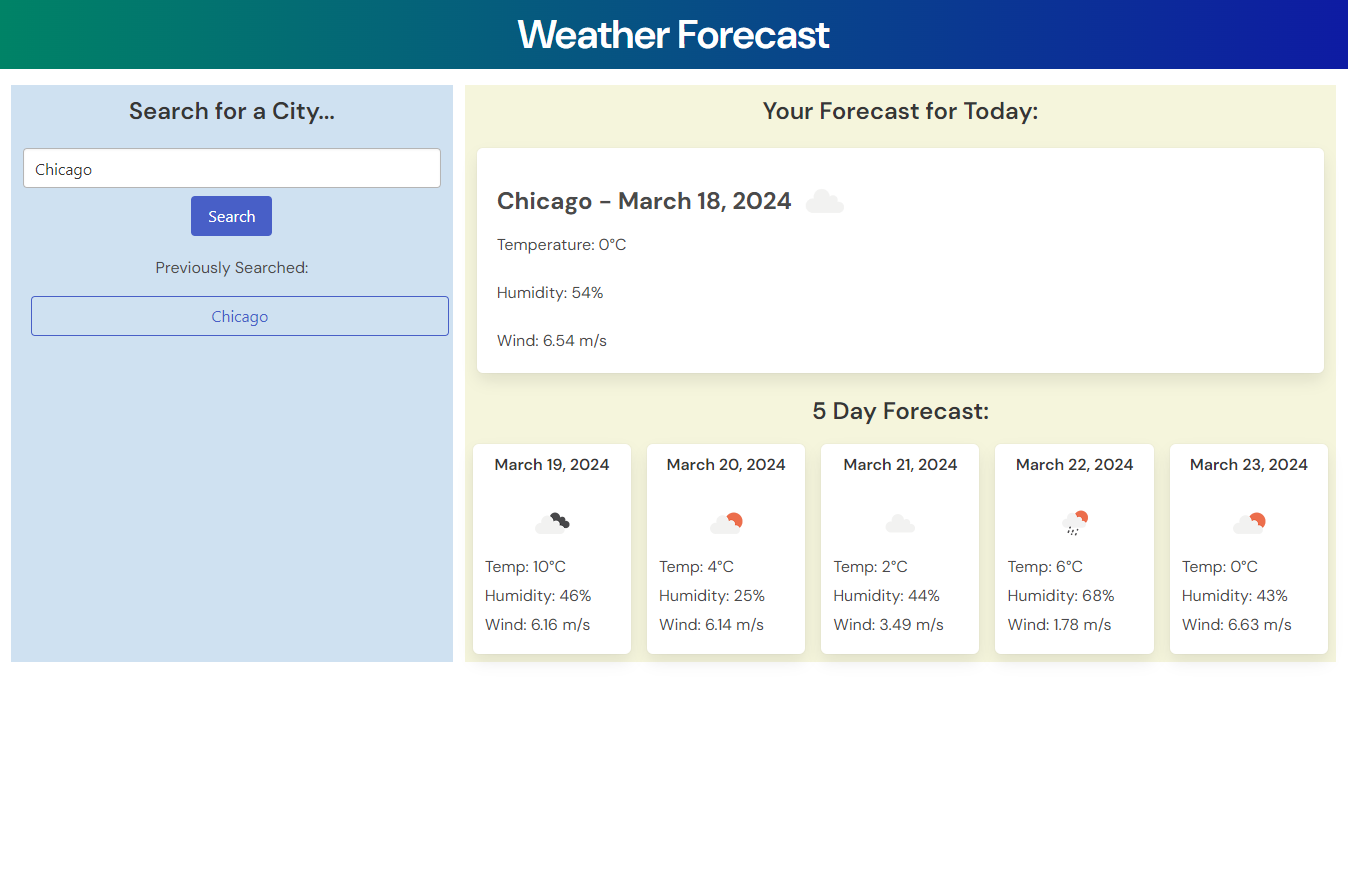 Weather Forecast
Search for a City...
Chicago
Search
Previously Searched:
Chicago
Your Forecast for Today:
Chicago – March 18, 2024
Temperature: 0°C
Humidity: 54%
Wind: 6.54 m/s
5 Day Forecast:
March 19, 2024
Temp: 10°C
Humidity: 46%
Wind: 6.16 m/s
March 20, 2024
Temp: 4°C
Humidity: 25%
Wind: 6.14 m/s
March 21, 2024
Temp: 2°C
Humidity: 44%
Wind: 3.49 m/s
March 22, 2024
Temp: 6°C
Humidity: 68%
Wind: 1.78 m/s
March 23, 2024
Temp: 0°C
Humidity: 43%
Wind: 6.63 m/s